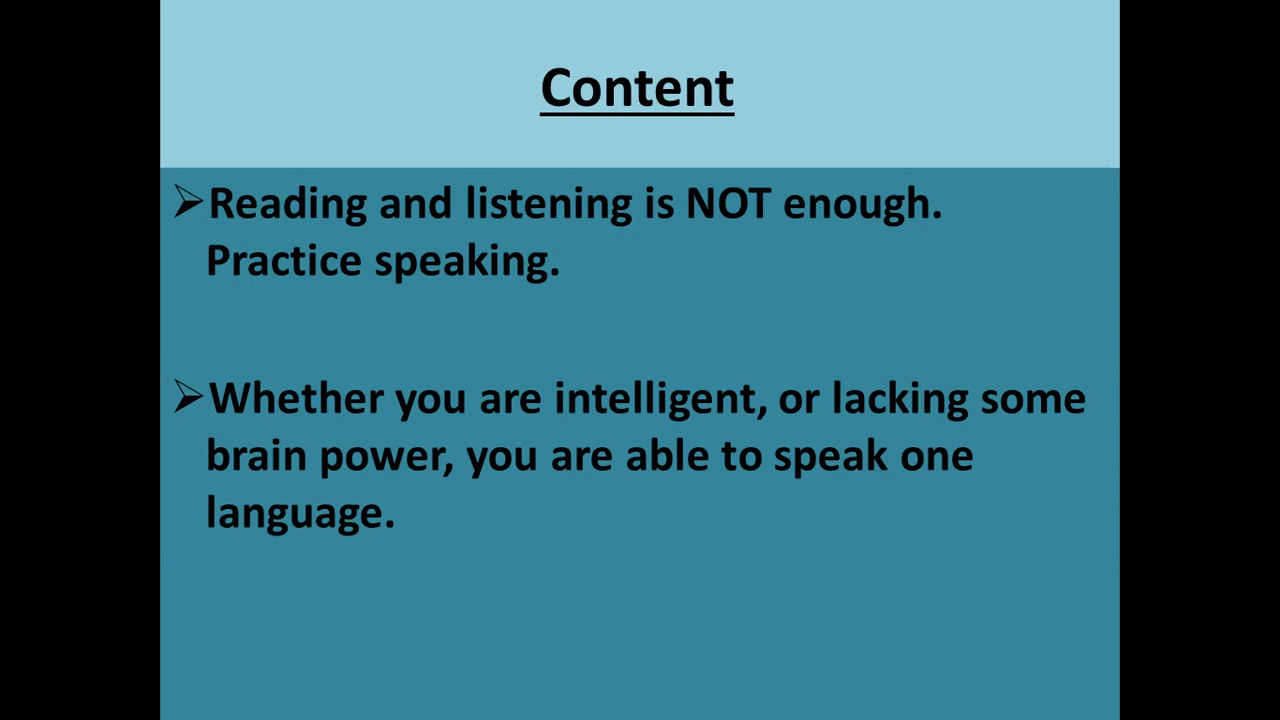 Content
➢Reading and listening is NOT enough.
Practice speaking.
➢Whether you are intelligent, or lacking some
brain power, you are able to speak one
language.